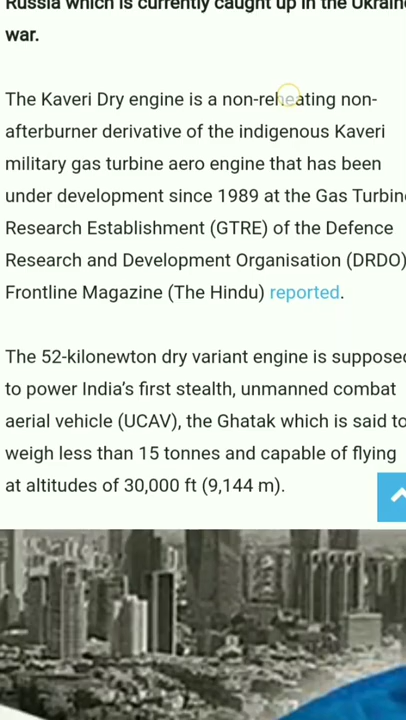 Russia which is currently caught up in the Ukraine
war.
The Kaveri Dry engine is a non-reheating non-
afterburner derivative of the indigenous Kaveri
military gas turbine aero engine that has been
under development since 1989 at the Gas Turbine
Research Establishment (GTRE) of the Defence
Research and Development Organisation (DRDO)
Frontline Magazine (The Hindu) reported.
The 52-kilonewton dry variant engine is supposed
to power India’s first stealth, unmanned combat
aerial vehicle (UCAV), the Ghatak which is said to
weigh less than 15 tonnes and capable of flying
at altitudes of 30,000 ft (9,144 m).